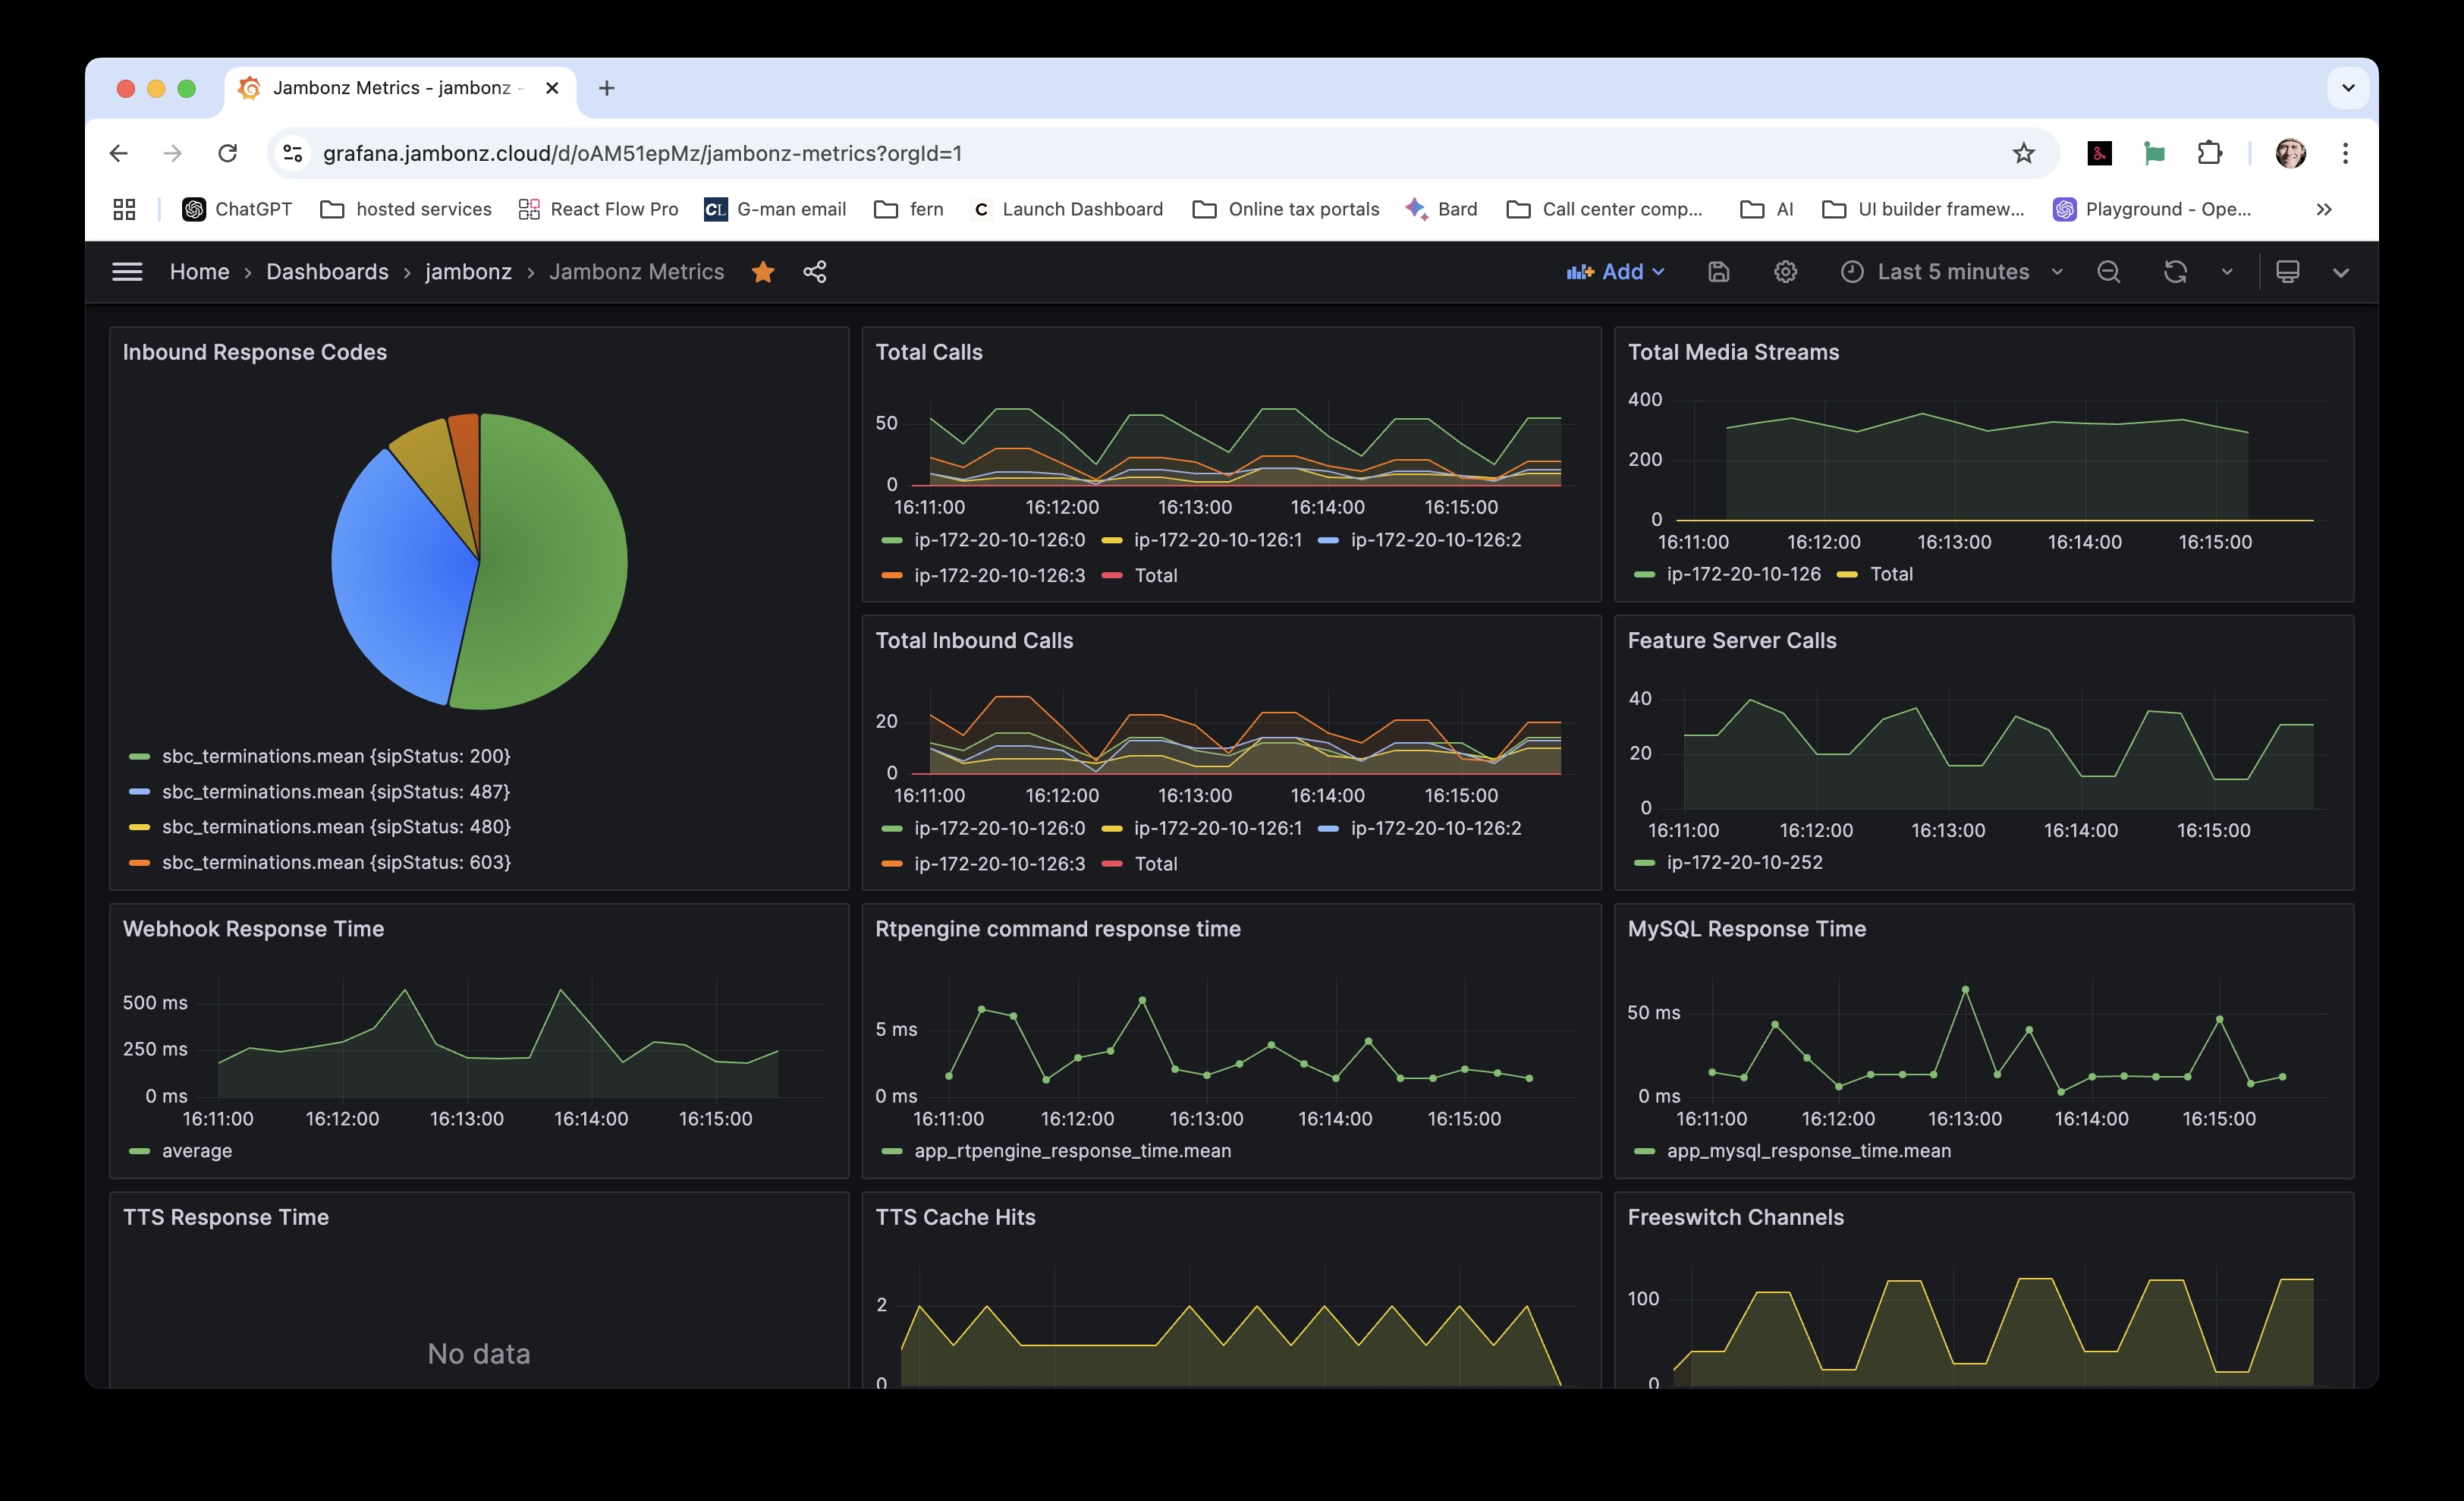 Jambonz Metrics - jambonz -
grafana.jambonz.cloud/d/oAM51epMz/jambonz-metrics?orgId=1
ChatGPT hosted services React Flow Pro CL G-man email fern C Launch Dashboard Online tax portals Bard Call center comp... AI UI builder framew... Playground - Ope...
Home › Dashboards › jambonz › Jambonz Metrics Add Last 5 minutes
Inbound Response Codes
sbc_terminations.mean {sipStatus: 200}
sbc_terminations.mean {sipStatus: 487}
sbc_terminations.mean {sipStatus: 480}
sbc_terminations.mean {sipStatus: 603}
Total Calls
50
0
16:11:00 16:12:00 16:13:00 16:14:00 16:15:00
ip-172-20-10-126:0 ip-172-20-10-126:1 ip-172-20-10-126:2
ip-172-20-10-126:3 Total
Total Media Streams
400
200
0
16:11:00 16:12:00 16:13:00 16:14:00 16:15:00
ip-172-20-10-126 Total
Total Inbound Calls
20
0
16:11:00 16:12:00 16:13:00 16:14:00 16:15:00
ip-172-20-10-126:0 ip-172-20-10-126:1 ip-172-20-10-126:2
ip-172-20-10-126:3 Total
Feature Server Calls
40
20
0
16:11:00 16:12:00 16:13:00 16:14:00 16:15:00
ip-172-20-10-252
Webhook Response Time
500 ms
250 ms
0 ms
16:11:00 16:12:00 16:13:00 16:14:00 16:15:00
average
Rtpengine command response time
5 ms
0 ms
16:11:00 16:12:00 16:13:00 16:14:00 16:15:00
app_rtpengine_response_time.mean
MySQL Response Time
50 ms
0 ms
16:11:00 16:12:00 16:13:00 16:14:00 16:15:00
app_mysql_response_time.mean
TTS Response Time
No data
TTS Cache Hits
2
0
Freeswitch Channels
100
0